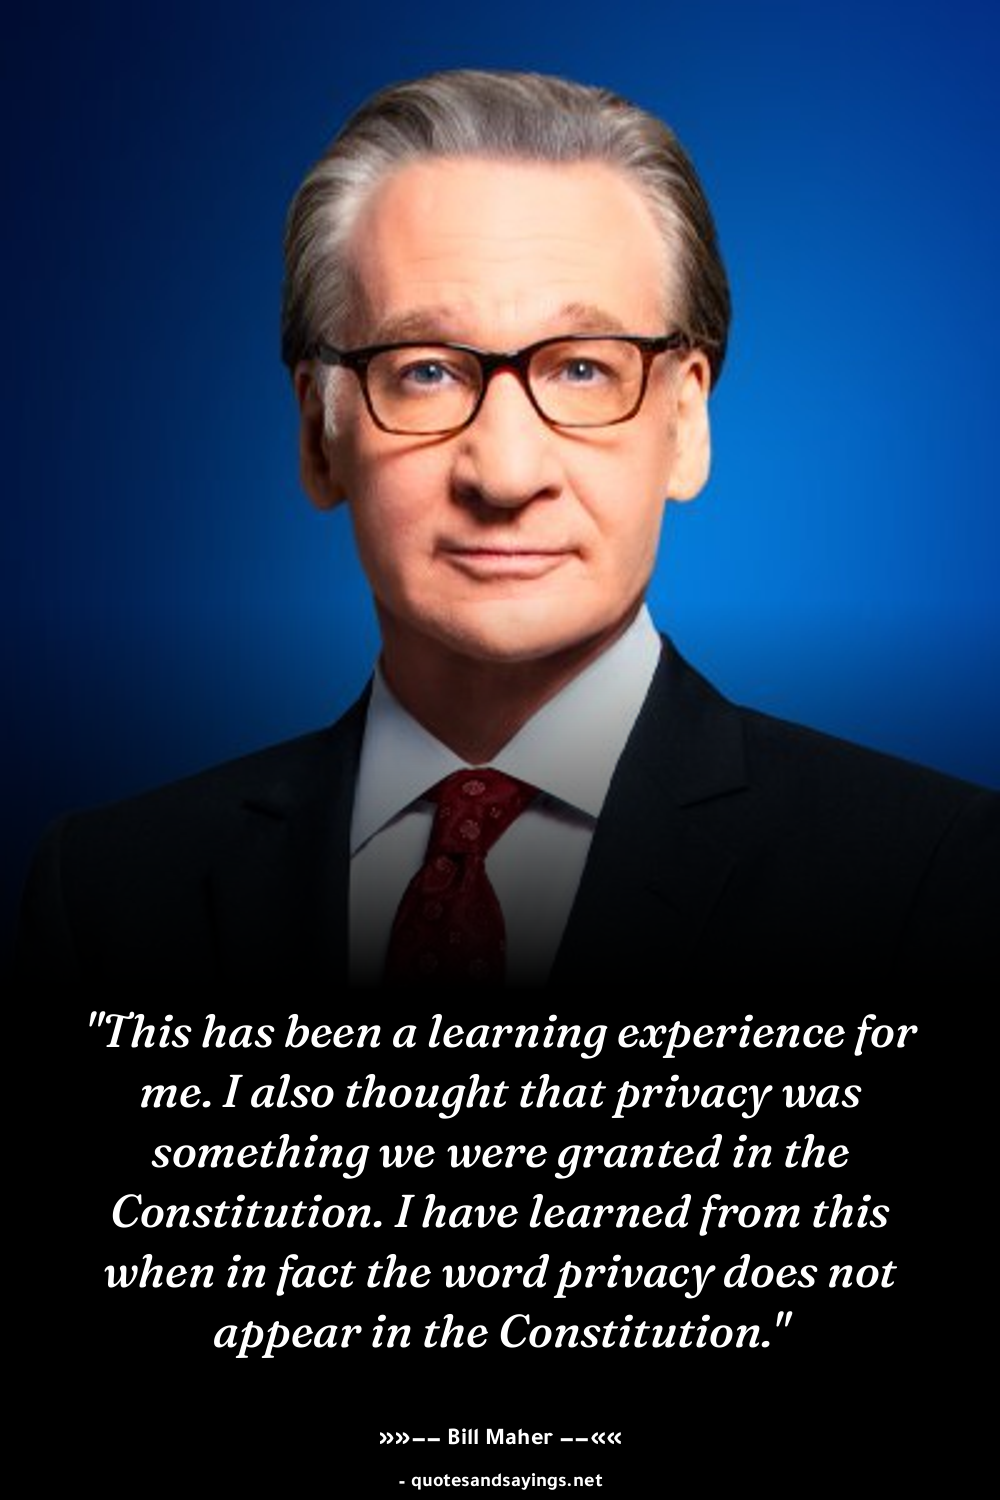 "This has been a learning experience for
me. I also thought that privacy was
something we were granted in the
Constitution. I have learned from this
when in fact the word privacy does not
appear in the Constitution."
»»−− Bill Maher −−««
- quotesandsayings.net